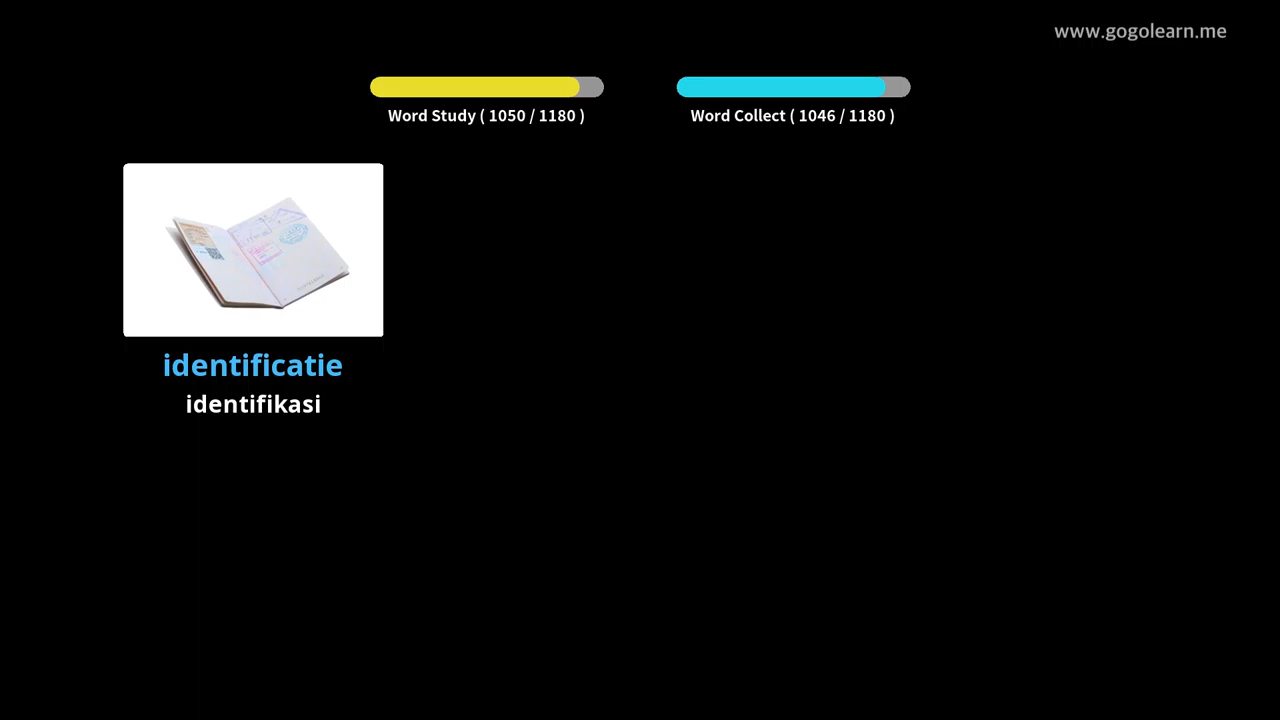 www.gogolearn.me
Word Study ( 1050 / 1180 )
Word Collect ( 1046 / 1180 )
identificatie
identifikasi